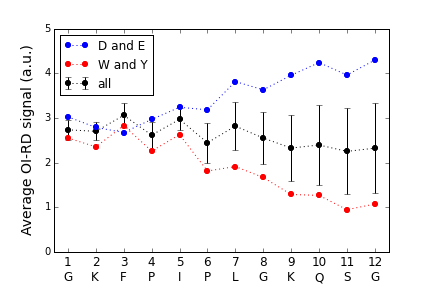 5
4
3
2
1
0
Average OI-RD signal (a.u.)
D and E
W and Y
all
1 2 3 4 5 6 7 8 9 10 11 12
G K F P I P L G K Q S G